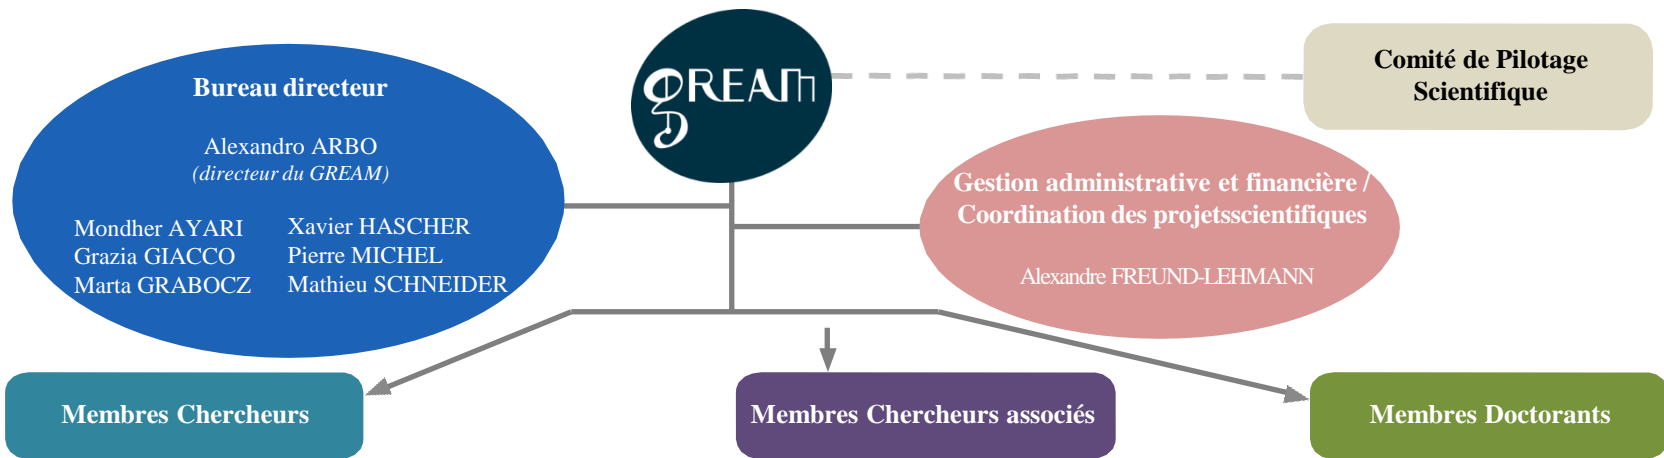 GREAM
Comité de Pilotage
Scientifique
Bureau directeur
Alexandro ARBO
(directeur du GREAM)
Mondher AYARI
Grazia GIACCO
Marta GRABOCZ
Xavier HASCHER
Pierre MICHEL
Mathieu SCHNEIDER
Gestion administrative et financière /
Coordination des projetsscientifiques
Alexandre FREUND-LEHMANN
Membres Chercheurs
Membres Chercheurs associés
Membres Doctorants